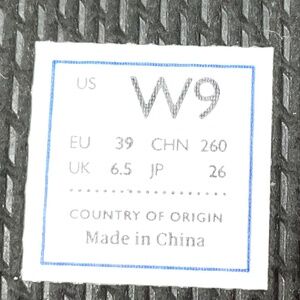 US W9
EU 39 CHN 260
UK 6.5 JP 26
COUNTRY OF ORIGIN
Made in China